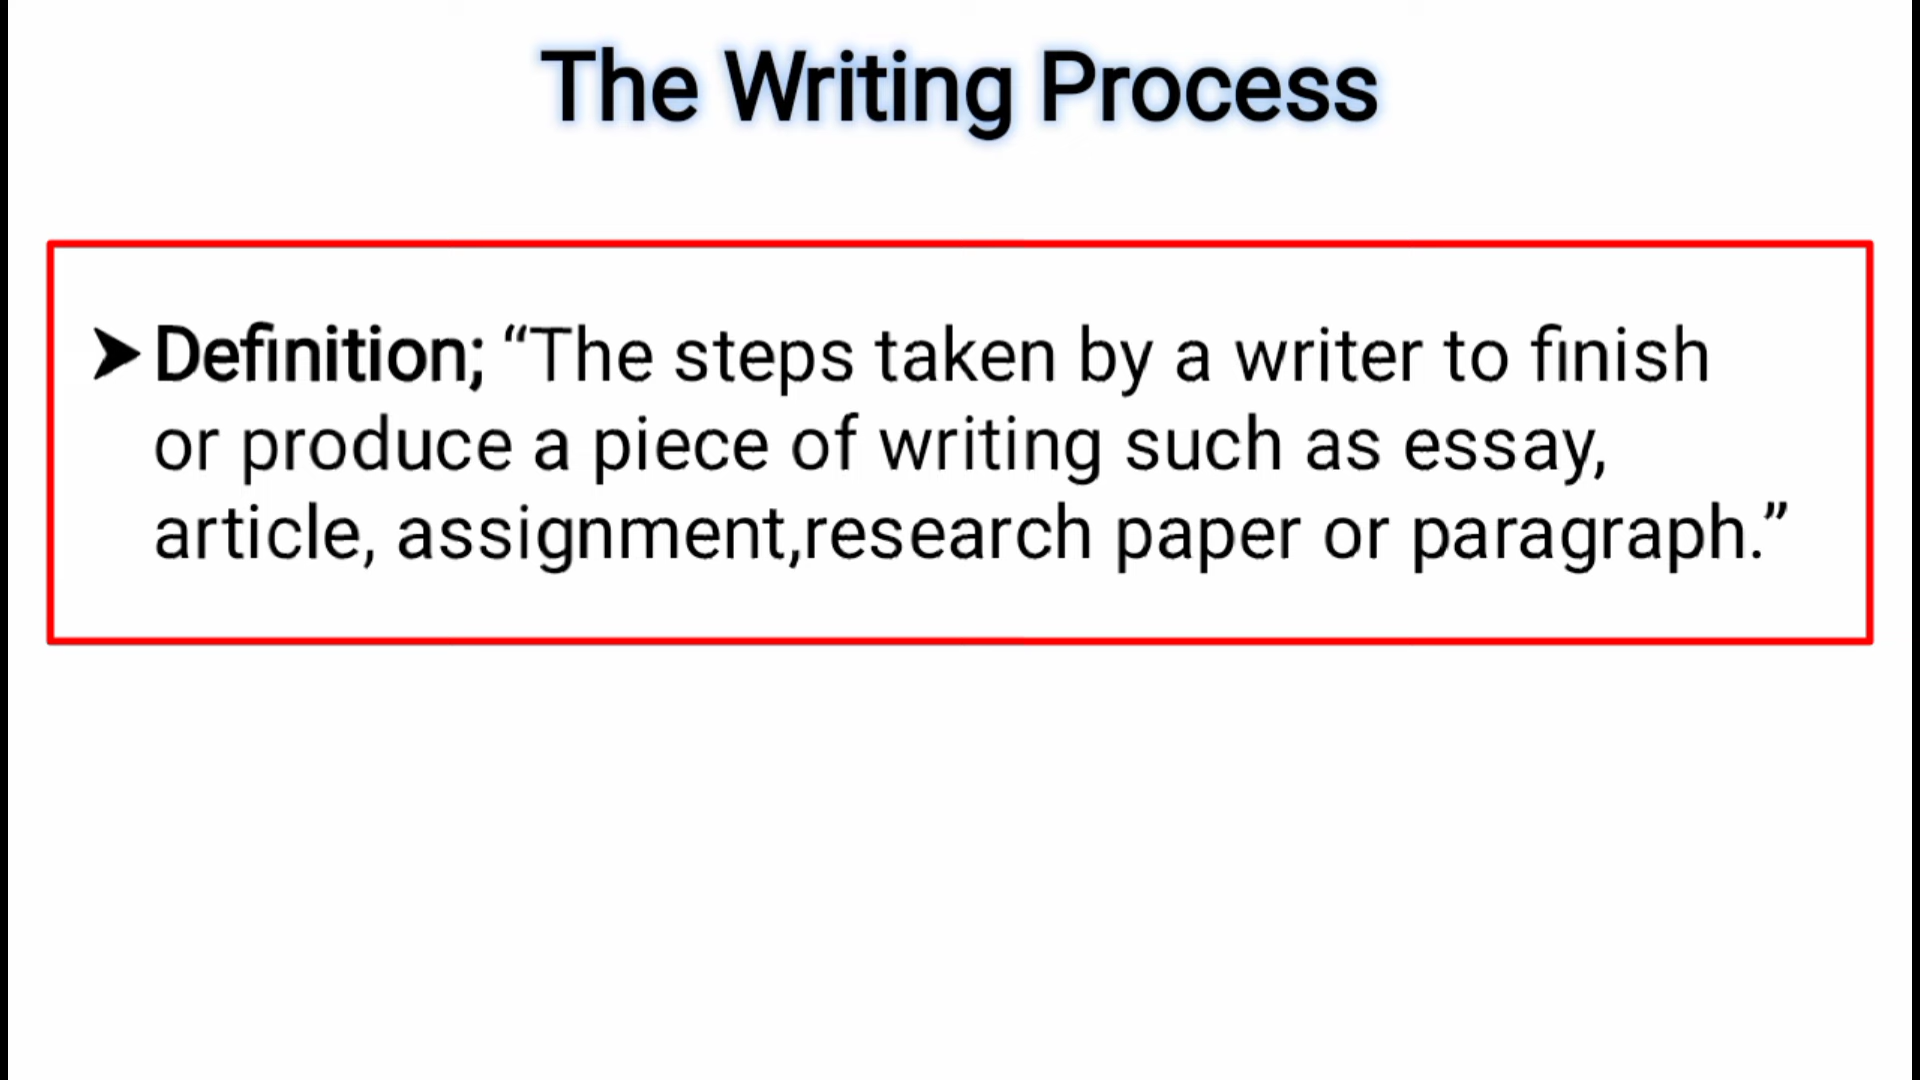 The Writing Process
➤ Definition; “The steps taken by a writer to finish
or produce a piece of writing such as essay,
article, assignment,research paper or paragraph.”